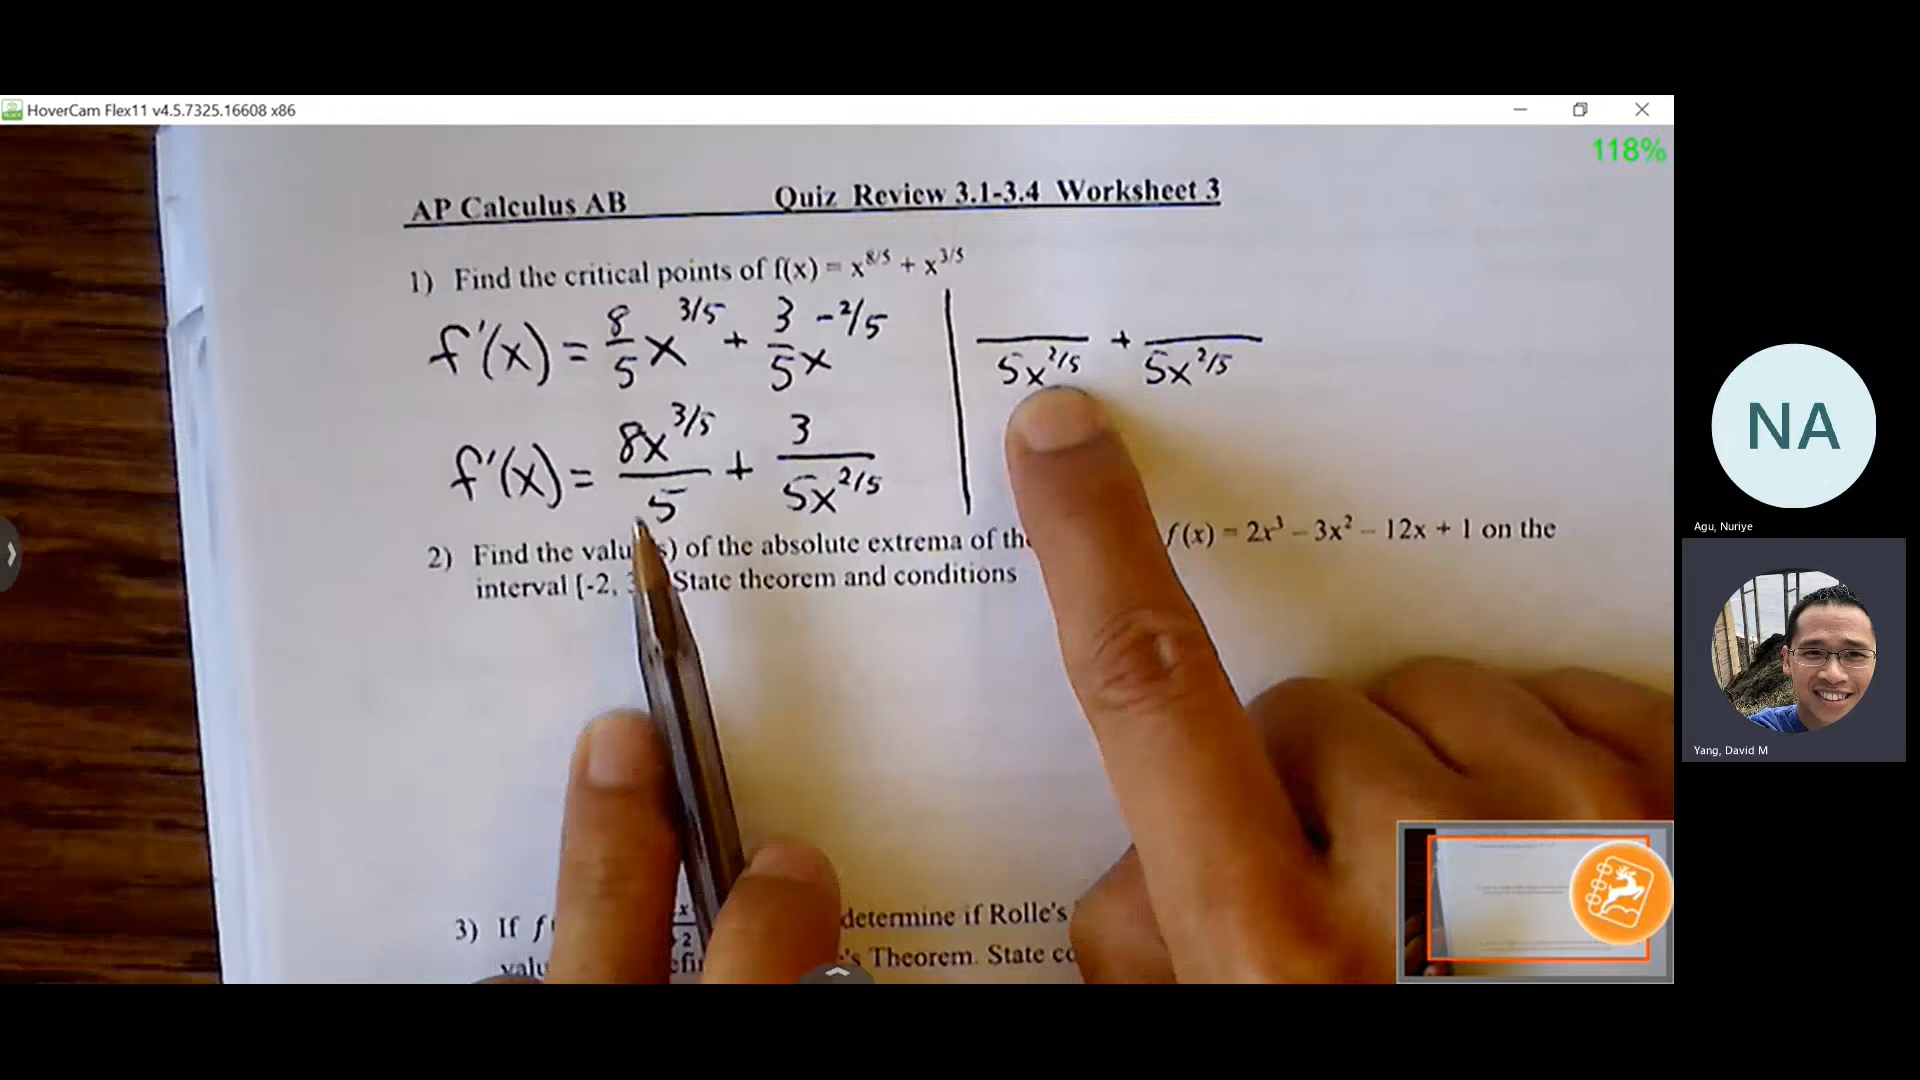 HoverCam Flex11 v4.5.7325.16608 x86
118%
AP Calculus AB Quiz Review 3.1-3.4 Worksheet 3
1) Find the critical points of f(x) = x^8/5 + x^3/5
f'(x) = 8/5 x^3/5 + 3/5 x^-2/5
/5x^2/5 + /5x^2/5
f'(x) = 8x^3/5/5 + 3/5x^2/5
2) Find the of the absolute extrema of f(x) = 2x³ – 3x² – 12x + 1 on the
interval [-2, State theorem and conditions
3) If f determine if Rolle's
's Theorem. State
NA
Agu, Nuriye
Yang, David M